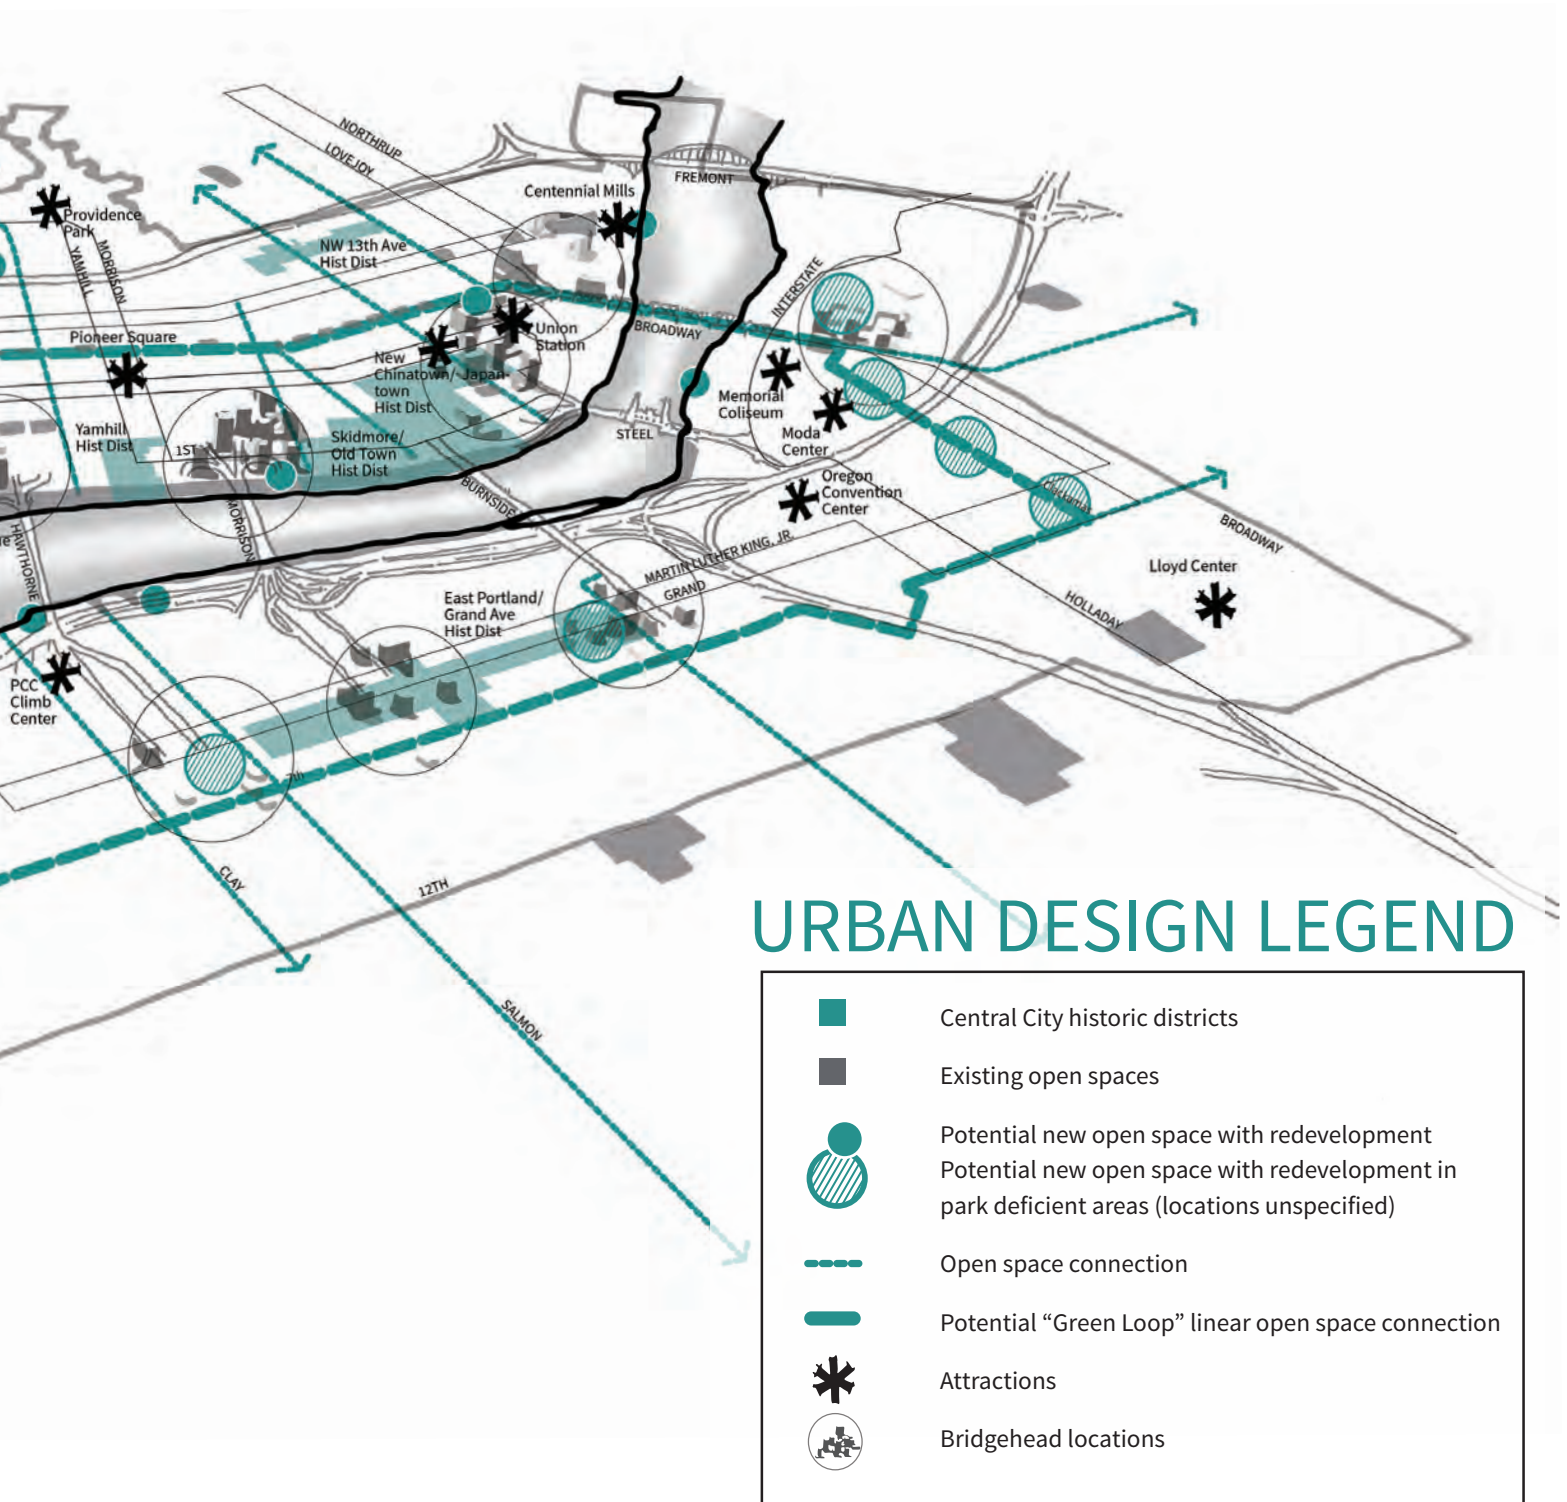 NORTHRUP
LOVEJOY
FREMONT
Centennial Mills
Providence
Park
YAMHILL
MORRISON
NW 13th Ave
Hist Dist
INTERSTATE
Pioneer Square
Union
Station
BROADWAY
New
Chinatown/ Japan-
town
Hist Dist
Memorial
Coliseum
Moda
Center
STEEL
Yamhill
Hist Dist
1ST
Skidmore/
Old Town
Hist Dist
Oregon
Convention
Center
BURNSIDE
MORRISON
HAWTHORNE
Clackamas
BROADWAY
MARTIN LUTHER KING, JR.
GRAND
Lloyd Center
HOLLADAY
East Portland/
Grand Ave
Hist Dist
PCC
Climb
Center
7th
CLAY
12TH
SALMON
URBAN DESIGN LEGEND
Central City historic districts
Existing open spaces
Potential new open space with redevelopment
Potential new open space with redevelopment in
park deficient areas (locations unspecified)
Open space connection
Potential “Green Loop” linear open space connection
Attractions
Bridgehead locations